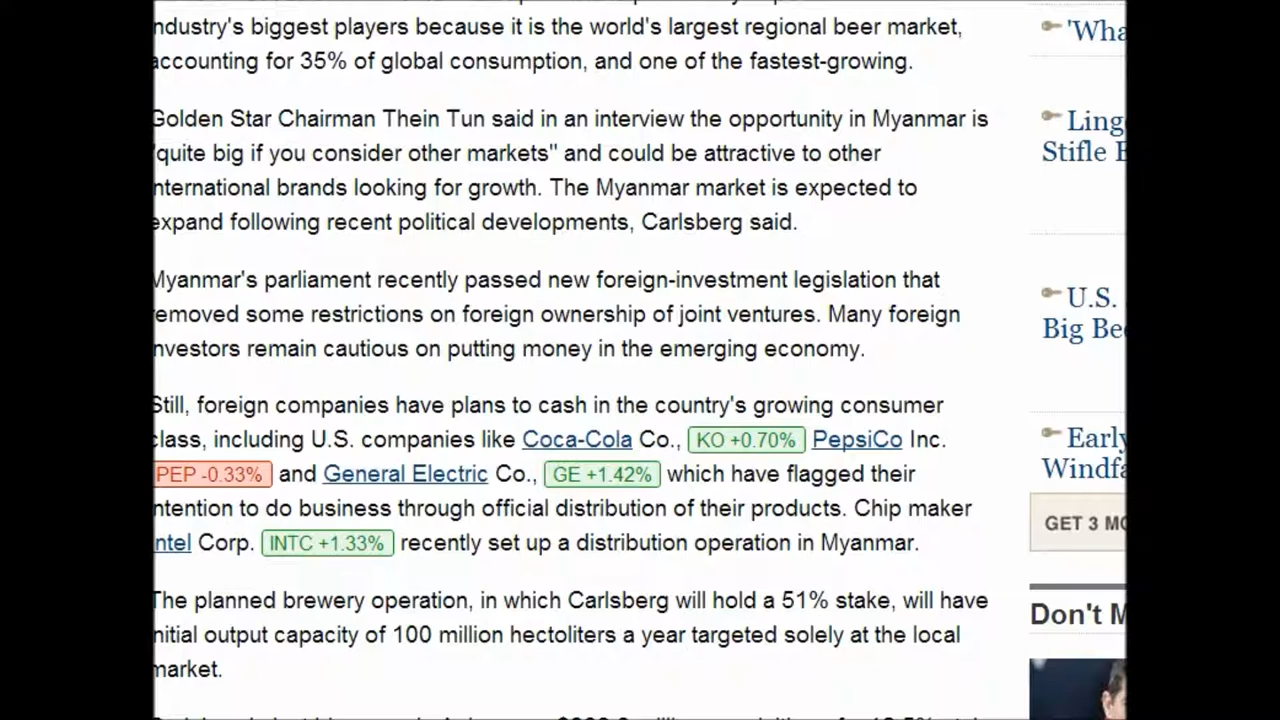 industry's biggest players because it is the world's largest regional beer market,
accounting for 35% of global consumption, and one of the fastest-growing.
Golden Star Chairman Thein Tun said in an interview the opportunity in Myanmar is
"quite big if you consider other markets" and could be attractive to other
international brands looking for growth. The Myanmar market is expected to
expand following recent political developments, Carlsberg said.
Myanmar's parliament recently passed new foreign-investment legislation that
removed some restrictions on foreign ownership of joint ventures. Many foreign
investors remain cautious on putting money in the emerging economy.
Still, foreign companies have plans to cash in the country's growing consumer
class, including U.S. companies like Coca-Cola Co., KO +0.70% PepsiCo Inc.
PEP -0.33% and General Electric Co., GE +1.42% which have flagged their
intention to do business through official distribution of their products. Chip maker
Intel Corp. INTC +1.33% recently set up a distribution operation in Myanmar.
The planned brewery operation, in which Carlsberg will hold a 51% stake, will have
initial output capacity of 100 million hectoliters a year targeted solely at the local
market.
'Wha
Ling
Stifle
U.S.
Big Be
Early
Windfa
GET 3 MO
Don't M